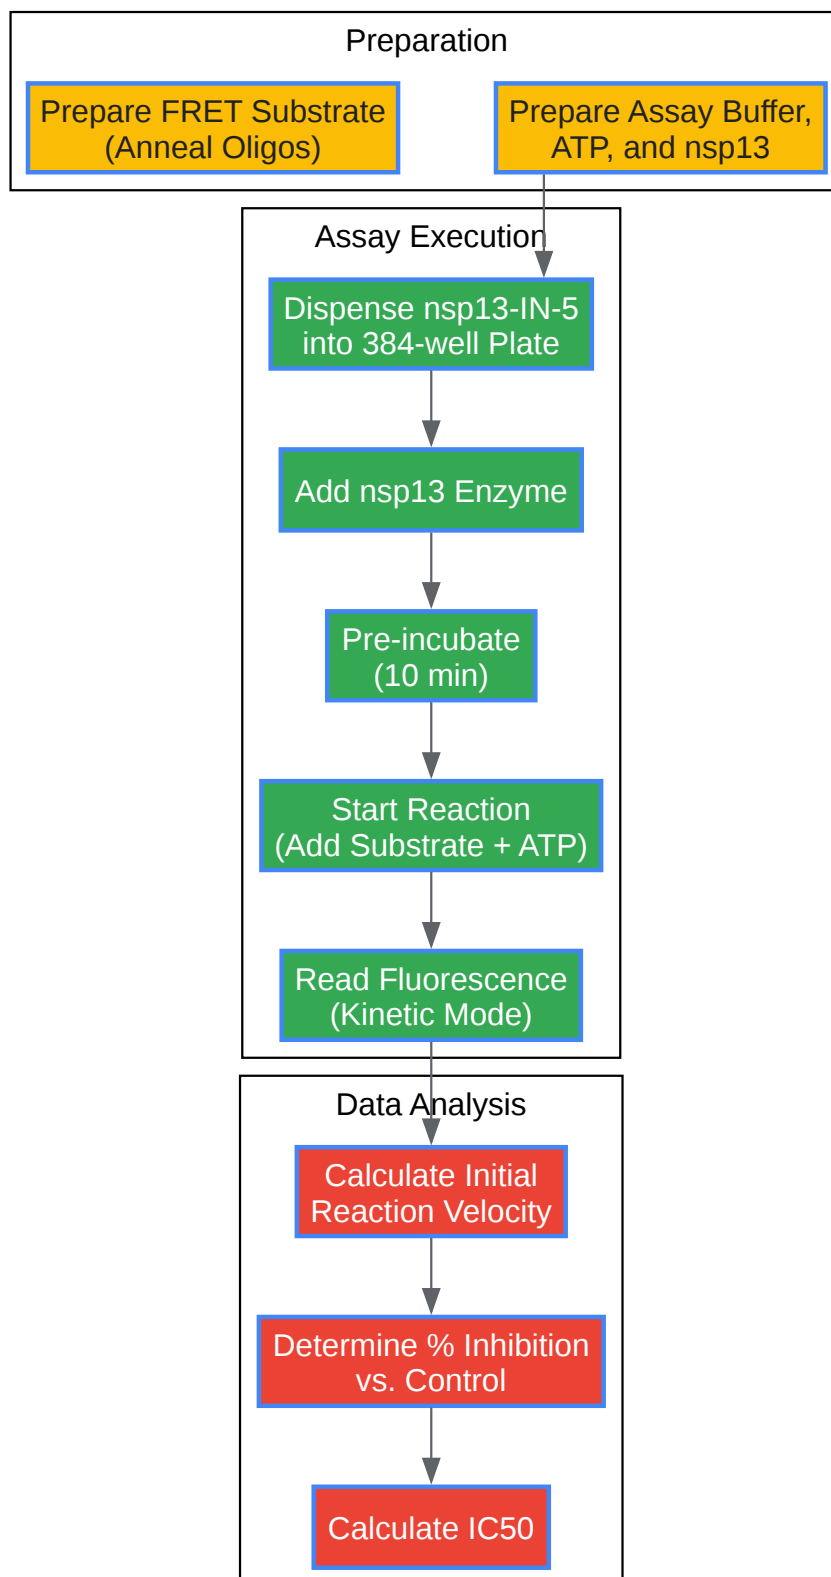 Preparation
Prepare FRET Substrate
(Anneal Oligos)
Prepare Assay Buffer,
ATP, and nsp13
Assay Execution
Dispense nsp13-IN-5
into 384-well Plate
Add nsp13 Enzyme
Pre-incubate
(10 min)
Start Reaction
(Add Substrate + ATP)
Read Fluorescence
(Kinetic Mode)
Data Analysis
Calculate Initial
Reaction Velocity
Determine % Inhibition
vs. Control
Calculate IC50